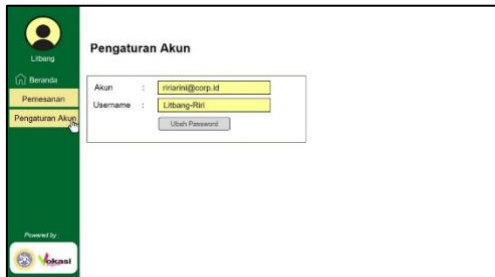 Litbang
Beranda
Pemesanan
Pengaturan Akun
Pengaturan Akun
Akun : ririarini@corp.id
Username : Litbang-Riri
Ubah Password
Powered by
Vokasi